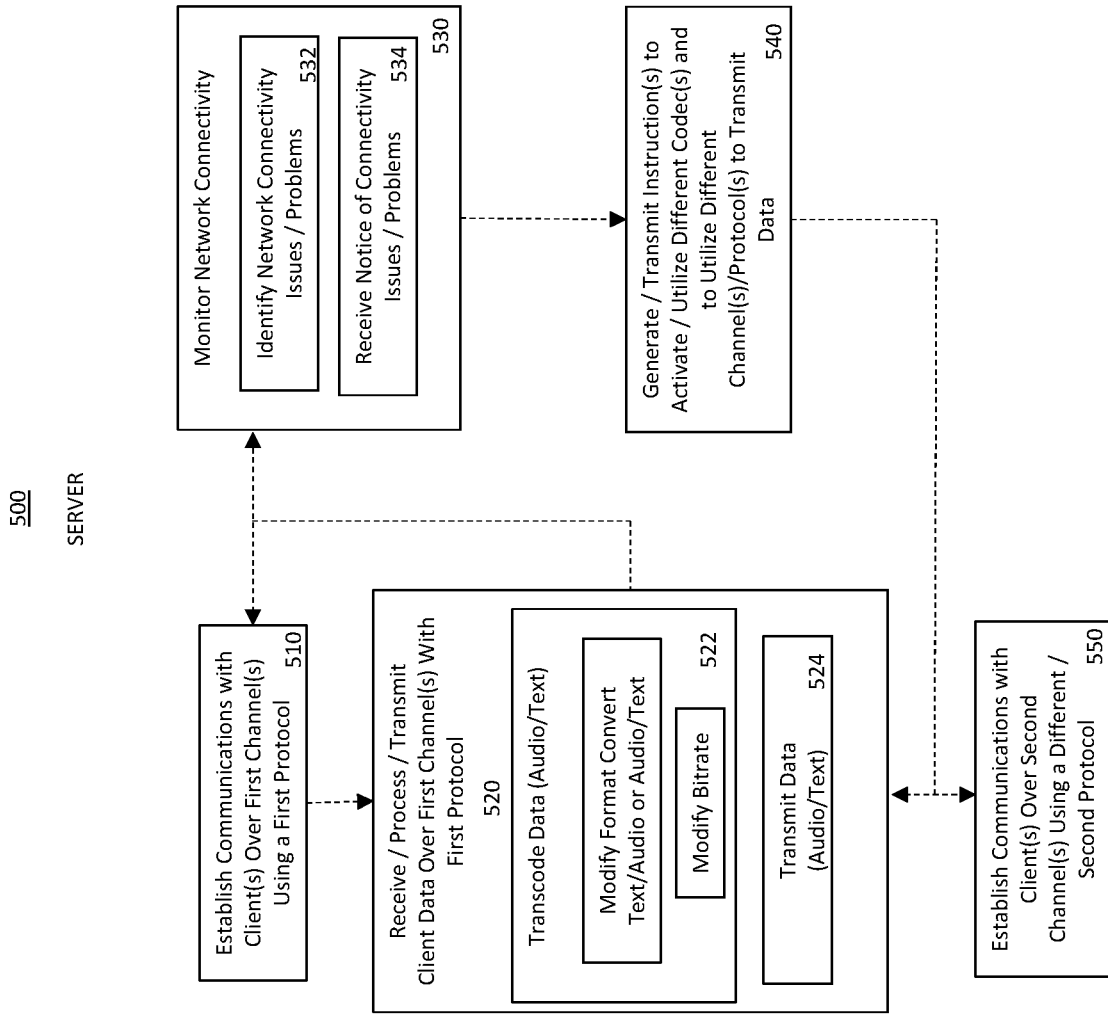 500
SERVER
Establish Communications with
Client(s) Over First Channel(s)
Using a First Protocol
510
Receive / Process / Transmit
Client Data Over First Channel(s) With
First Protocol
520
Transcode Data (Audio/Text)
Modify Format Convert
Text/Audio or Audio/Text
Modify Bitrate
522
Transmit Data
(Audio/Text)
524
Monitor Network Connectivity
Identify Network Connectivity
Issues / Problems
532
Receive Notice of Connectivity
Issues / Problems
534
530
Generate / Transmit Instruction(s) to
Activate / Utilize Different Codec(s) and
to Utilize Different
Channel(s)/Protocol(s) to Transmit
Data
540
Establish Communications with
Client(s) Over Second
Channel(s) Using a Different /
Second Protocol
550